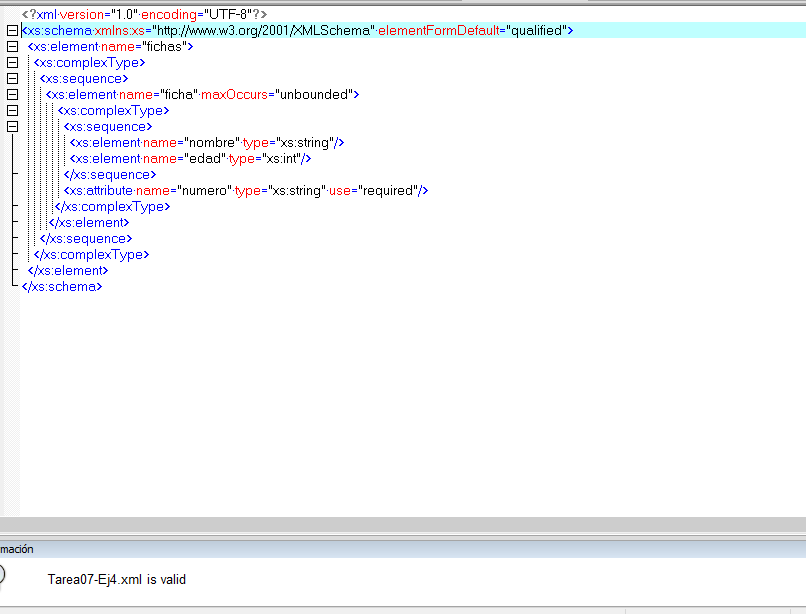 <?xml version="1.0" encoding="UTF-8"?>
<xs:schema xmlns:xs="http://www.w3.org/2001/XMLSchema" elementFormDefault="qualified">
<xs:element name="fichas">
<xs:complexType>
<xs:sequence>
<xs:element name="ficha" maxOccurs="unbounded">
<xs:complexType>
<xs:sequence>
<xs:element name="nombre" type="xs:string"/>
<xs:element name="edad" type="xs:int"/>
</xs:sequence>
<xs:attribute name="numero" type="xs:string" use="required"/>
</xs:complexType>
</xs:element>
</xs:sequence>
</xs:complexType>
</xs:element>
</xs:schema>
mación
Tarea07-Ej4.xml is valid